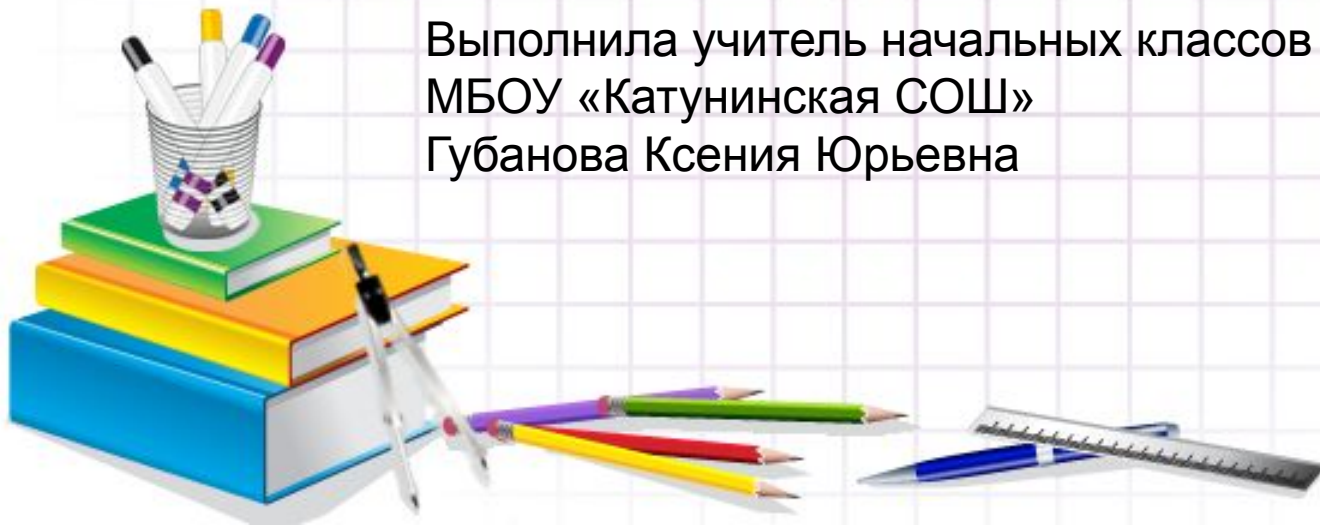 Выполнила учитель начальных классов
МБОУ «Катунинская СОШ»
Губанова Ксения Юрьевна